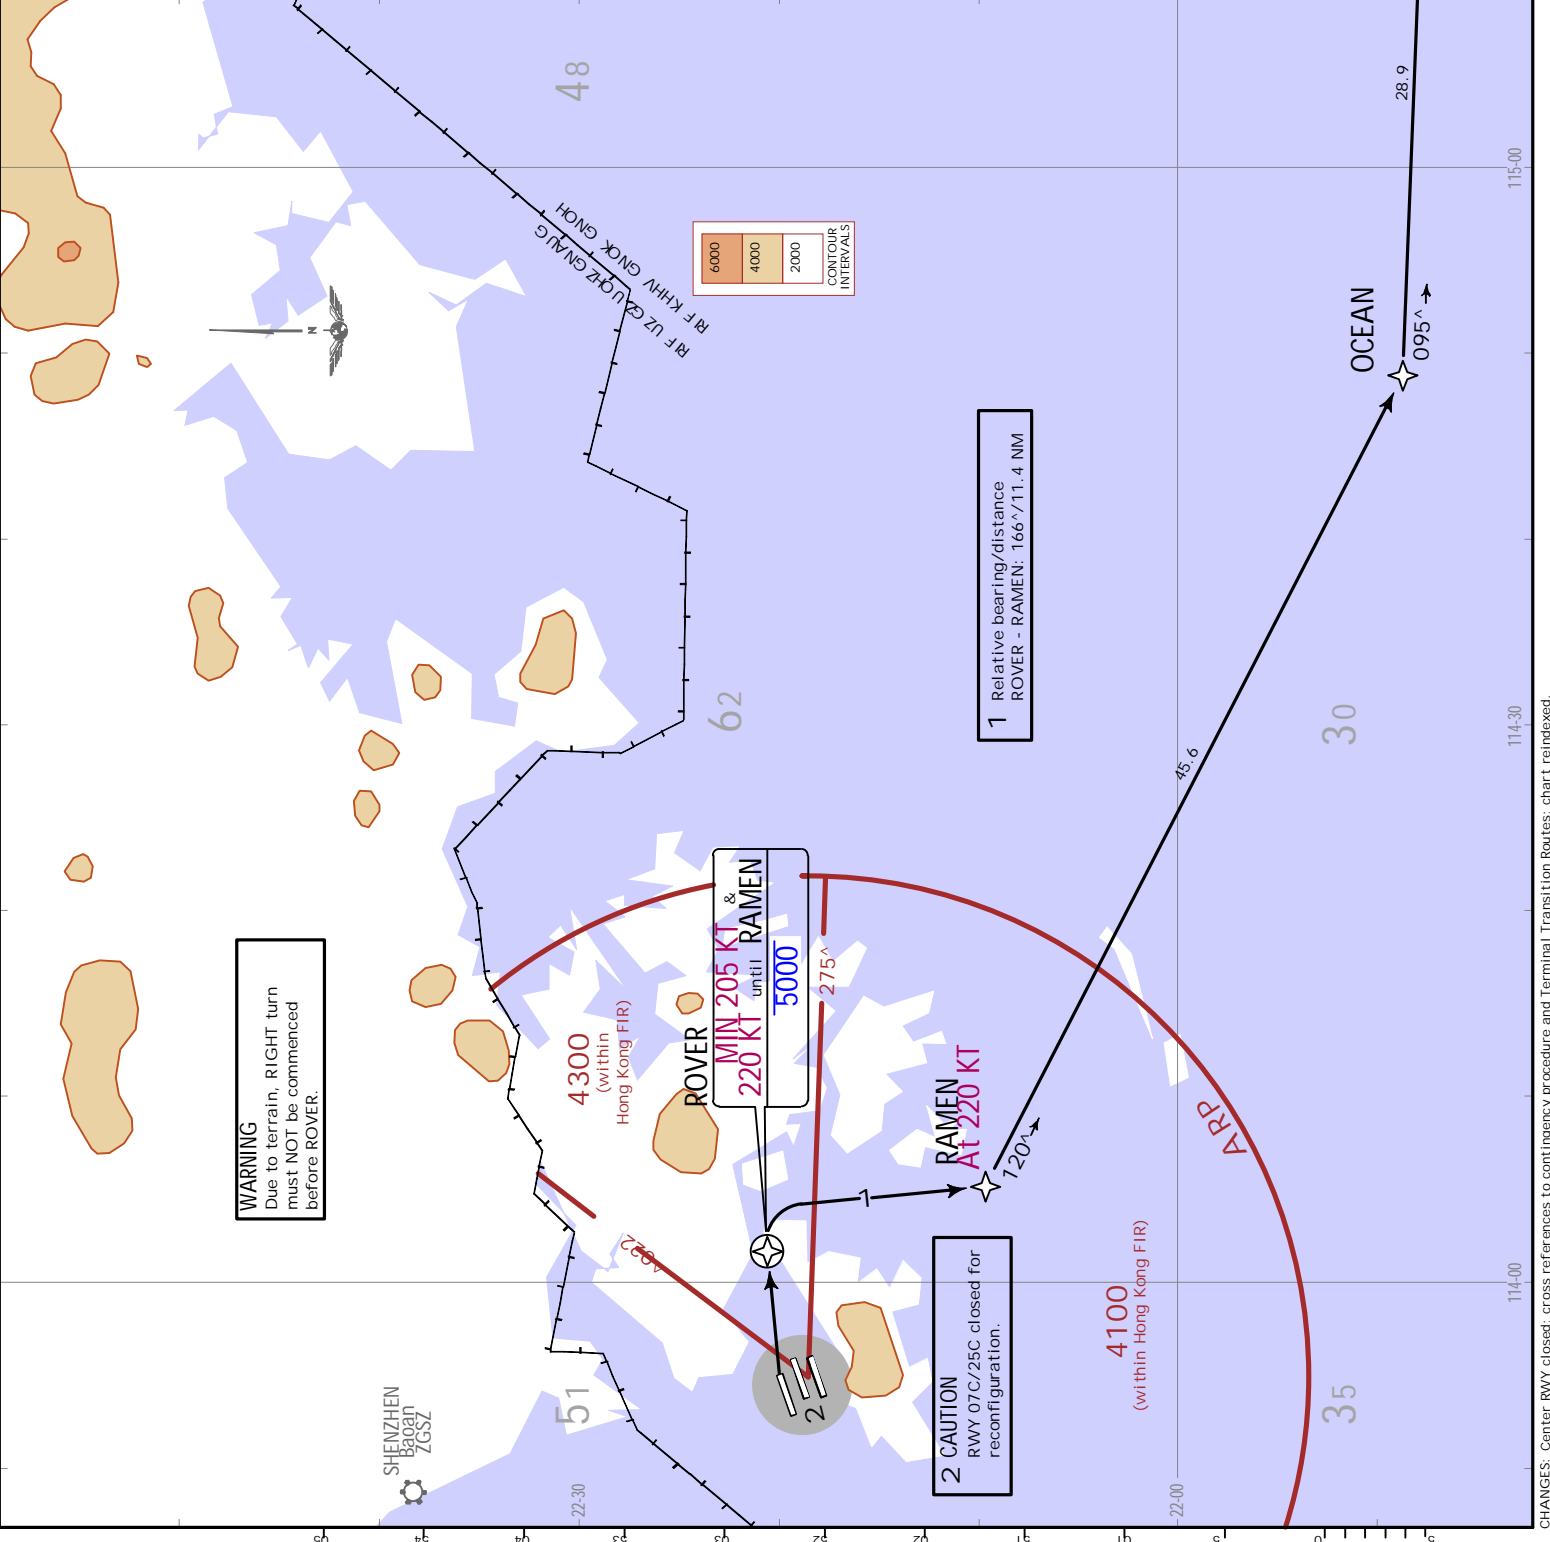 48
28.9
115-00
FIR GUANGZHOU ZGZU
FIR HONG KONG VHHK
6000
4000
2000
CONTOUR
INTERVALS
N
OCEAN
095^
1 Relative bearing/distance
ROVER - RAMEN: 166^/11.4 NM
62
30
114-30
45.6
WARNING
Due to terrain, RIGHT turn
must NOT be commenced
before ROVER.
4300
(within
Hong Kong FIR)
ROVER
MIN 205 KT &
220 KT until RAMEN
5000
275^
RAMEN
At 220 KT
120^
ARP
1
022^
4100
(within Hong Kong FIR)
2 CAUTION
RWY 07C/25C closed for
reconfiguration.
2
51
35
114-00
SHENZHEN
Baoan
ZGSZ
22-30
22-00
CHANGES: Center RWY closed; cross references to contingency procedure and Terminal Transition Routes; chart reindexed.